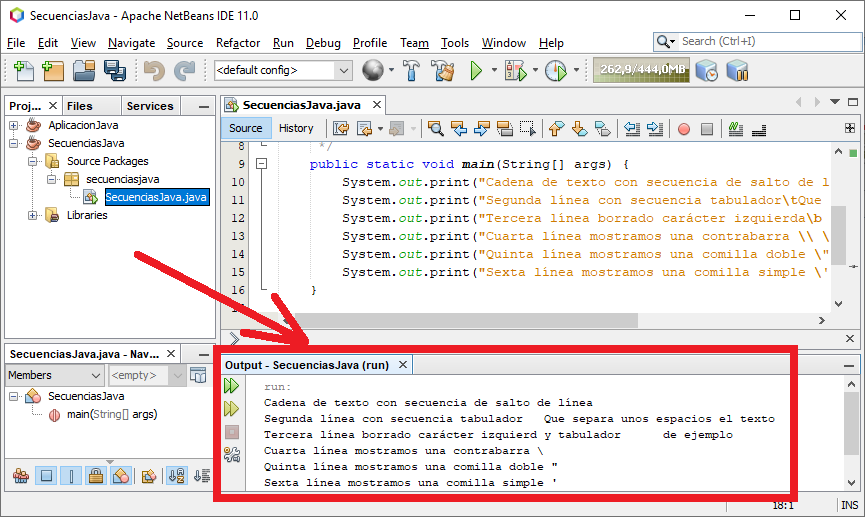 SecuenciasJava - Apache NetBeans IDE 11.0
File Edit View Navigate Source Refactor Run Debug Profile Team Tools Window Help
Search (Ctrl+I)
<default config>
262,9/444,0MB
Proj... Files Services
AplicacionJava
SecuenciasJava
Source Packages
secuenciasjava
SecuenciasJava.java
Libraries
SecuenciasJava.java
Source History
8 */
9 public static void main(String[] args) {
10 System.out.print("Cadena de texto con secuencia de salto de l
11 System.out.print("Segunda línea con secuencia tabulador\tQue
12 System.out.print("Tercera línea borrado carácter izquierda\b
13 System.out.print("Cuarta línea mostramos una contrabarra \\ \
14 System.out.print("Quinta línea mostramos una comilla doble \"
15 System.out.print("Sexta línea mostramos una comilla simple \'
16 }
SecuenciasJava.java - Nav...
Members <empty>
SecuenciasJava
main(String[] args)
Output - SecuenciasJava (run)
run:
Cadena de texto con secuencia de salto de línea
Segunda línea con secuencia tabulador Que separa unos espacios el texto
Tercera línea borrado carácter izquierd y tabulador de ejemplo
Cuarta línea mostramos una contrabarra \
Quinta línea mostramos una comilla doble "
Sexta línea mostramos una comilla simple '
18:1 INS